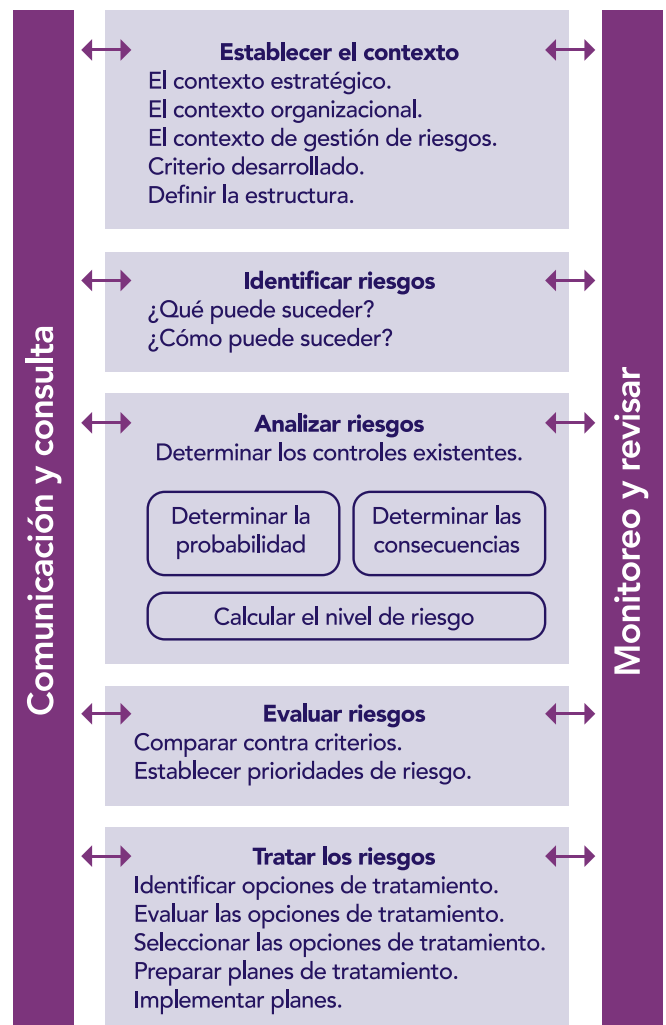 Comunicación y consulta
Establecer el contexto
El contexto estratégico.
El contexto organizacional.
El contexto de gestión de riesgos.
Criterio desarrollado.
Definir la estructura.
Identificar riesgos
¿Qué puede suceder?
¿Cómo puede suceder?
Analizar riesgos
Determinar los controles existentes.
Determinar la
probabilidad
Determinar las
consecuencias
Calcular el nivel de riesgo
Evaluar riesgos
Comparar contra criterios.
Establecer prioridades de riesgo.
Tratar los riesgos
Identificar opciones de tratamiento.
Evaluar las opciones de tratamiento.
Seleccionar las opciones de tratamiento.
Preparar planes de tratamiento.
Implementar planes.
Monitoreo y revisar